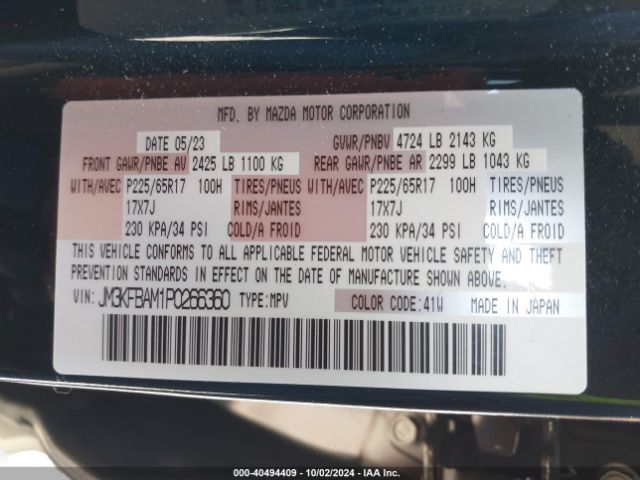 MFD. BY MAZDA MOTOR CORPORATION
DATE 05/23 GVWR/PNBV 4724 LB 2143 KG
FRONT GAWR/PNBE AV 2425 LB 1100 KG REAR GAWR/PNBE AR 2299 LB 1043 KG
WITH/AVEC P225/65R17 100H TIRES/PNEUS WITH/AVEC P225/65R17 100H TIRES/PNEUS
17X7J RIMS/JANTES 17X7J RIMS/JANTES
230 KPA/34 PSI COLD/A FROID 230 KPA/34 PSI COLD/A FROID
THIS VEHICLE CONFORMS TO ALL APPLICABLE FEDERAL MOTOR VEHICLE SAFETY AND THEFT
PREVENTION STANDARDS IN EFFECT ON THE DATE OF MANUFACTURE SHOWN ABOVE.
VIN: JM3KFBAM1P0266360 TYPE:MPV COLOR CODE:41W MADE IN JAPAN
000-40494409 - 10/02/2024 - IAA Inc.